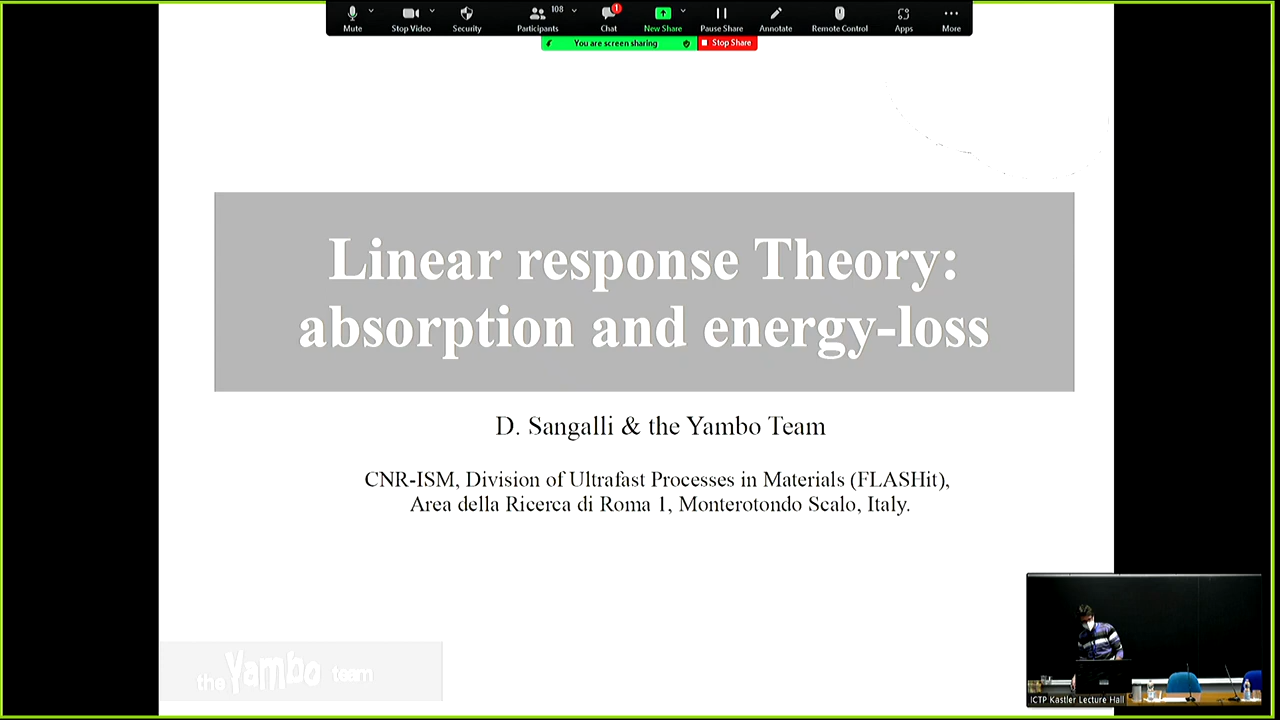 108
1
Mute
Stop Video
Security
Participants
Chat
New Share
Pause Share
Annotate
Remote Control
Apps
More
You are screen sharing
Stop Share
Linear response Theory:
absorption and energy-loss
D. Sangalli & the Yambo Team
CNR-ISM, Division of Ultrafast Processes in Materials (FLASHit),
Area della Ricerca di Roma 1, Monterotondo Scalo, Italy.
the Yambo team
ICTP Kastler Lecture Hall